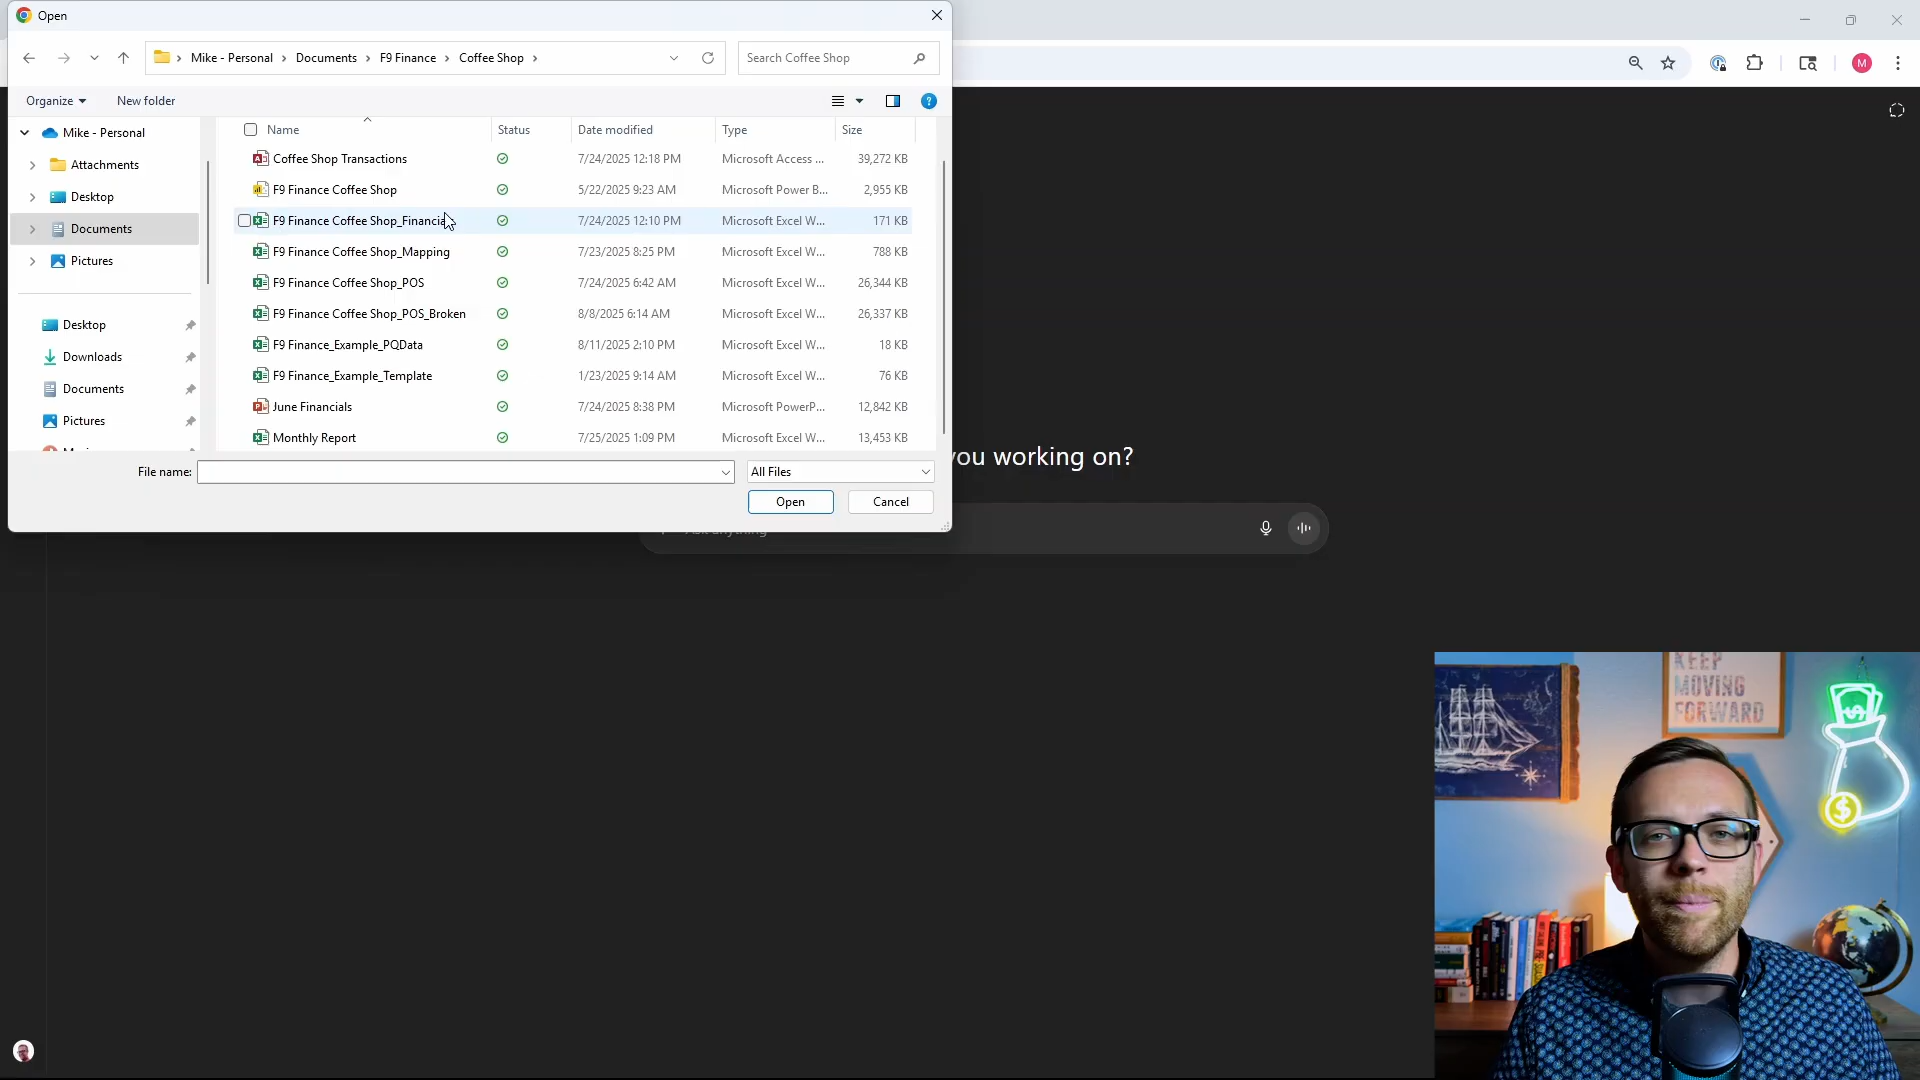 Open
Mike - Personal > Documents > F9 Finance > Coffee Shop >
Search Coffee Shop
Organize
New folder
Mike - Personal
Attachments
Desktop
Documents
Pictures
Desktop
Downloads
Documents
Pictures
Name Status Date modified Type Size
Coffee Shop Transactions 7/24/2025 12:18 PM Microsoft Access ... 39,272 KB
F9 Finance Coffee Shop 5/22/2025 9:23 AM Microsoft Power B... 2,955 KB
F9 Finance Coffee Shop_Financia 7/24/2025 12:10 PM Microsoft Excel W... 171 KB
F9 Finance Coffee Shop_Mapping 7/23/2025 8:25 PM Microsoft Excel W... 788 KB
F9 Finance Coffee Shop_POS 7/24/2025 6:42 AM Microsoft Excel W... 26,344 KB
F9 Finance Coffee Shop_POS_Broken 8/8/2025 6:14 AM Microsoft Excel W... 26,337 KB
F9 Finance_Example_PQData 8/11/2025 2:10 PM Microsoft Excel W... 18 KB
F9 Finance_Example_Template 1/23/2025 9:14 AM Microsoft Excel W... 76 KB
June Financials 7/24/2025 8:38 PM Microsoft PowerP... 12,842 KB
Monthly Report 7/25/2025 1:09 PM Microsoft Excel W... 13,453 KB
File name:
All Files
Open
Cancel
M
you working on?
KEEP
MOVING
FORWARD